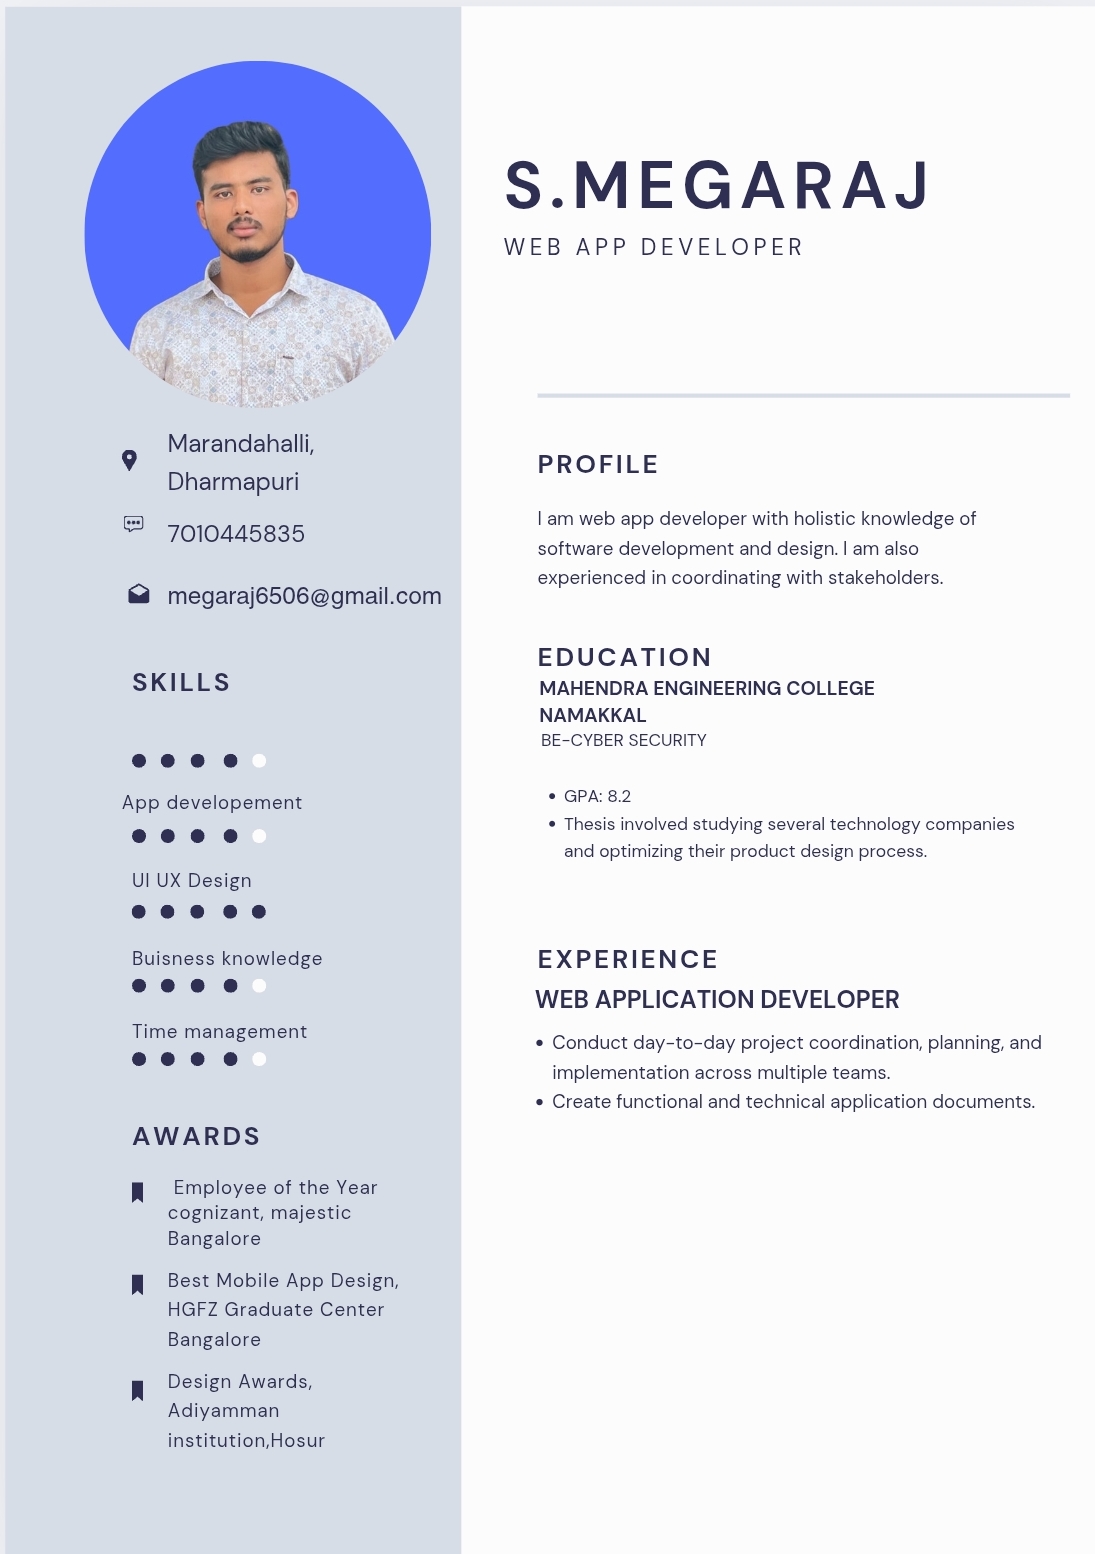 S.MEGARAJ
WEB APP DEVELOPER
Marandahalli,
Dharmapuri
7010445835
megaraj6506@gmail.com
SKILLS
App developement
UI UX Design
Buisness knowledge
Time management
AWARDS
Employee of the Year
cognizant, majestic
Bangalore
Best Mobile App Design,
HGFZ Graduate Center
Bangalore
Design Awards,
Adiyamman
institution,Hosur
PROFILE
I am web app developer with holistic knowledge of
software development and design. I am also
experienced in coordinating with stakeholders.
EDUCATION
MAHENDRA ENGINEERING COLLEGE
NAMAKKAL
BE-CYBER SECURITY
• GPA: 8.2
• Thesis involved studying several technology companies
and optimizing their product design process.
EXPERIENCE
WEB APPLICATION DEVELOPER
• Conduct day-to-day project coordination, planning, and
implementation across multiple teams.
• Create functional and technical application documents.